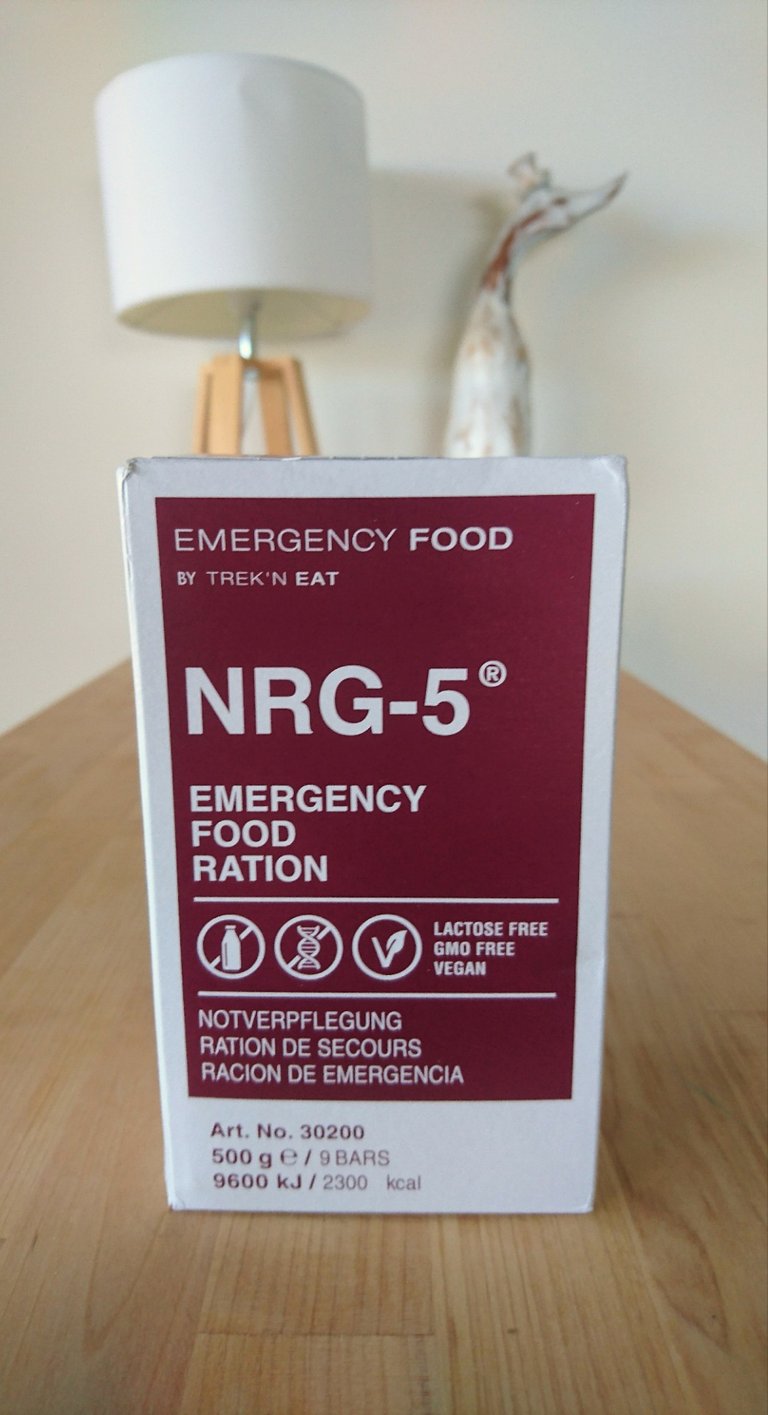 EMERGENCY FOOD
BY TREK'N EAT
NRG-5®
EMERGENCY
FOOD
RATION
LACTOSE FREE
GMO FREE
VEGAN
NOTVERPFLEGUNG
RATION DE SECOURS
RACION DE EMERGENCIA
Art. No. 30200
500 g ℮ / 9 BARS
9600 kJ / 2300 kcal